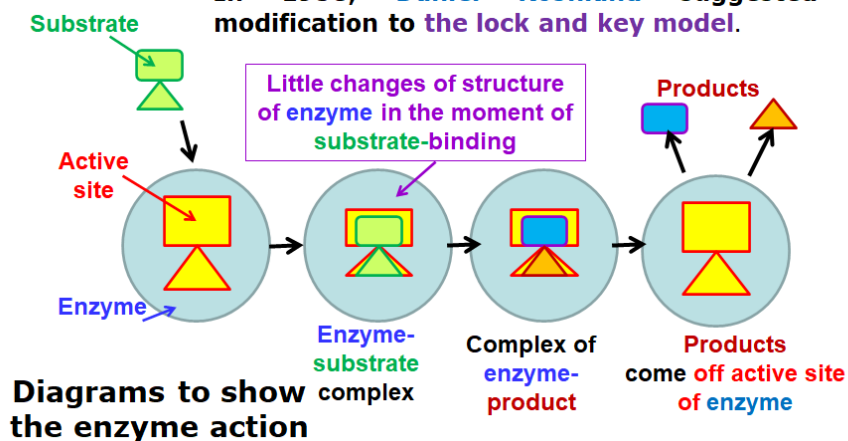 modification to the lock and key model.
Substrate
Little changes of structure
of enzyme in the moment of
substrate-binding
Products
Active
site
Enzyme
Enzyme-
substrate
complex
Complex of
enzyme-
product
Products
come off active site
of enzyme
Diagrams to show
the enzyme action